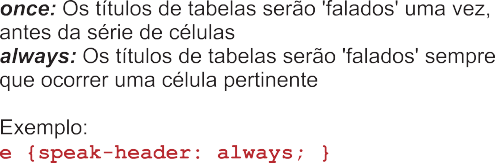 once: Os títulos de tabelas serão 'falados' uma vez,
antes da série de células
always: Os títulos de tabelas serão 'falados' sempre
que ocorrer uma célula pertinente
Exemplo:
e {speak-header: always; }